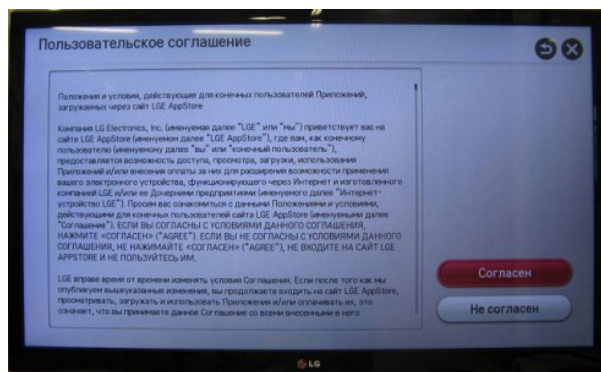 Пользовательское соглашение
Положения и условия, действующие для конечных пользователей Приложений,
загружаемых через сайт LGE AppStore
Компания LG Electronics, Inc. (именуемая далее "LGE" или "мы") приветствует вас на
сайте LGE AppStore (именуемом далее "LGE AppStore"), где вам, как конечному
пользователю (именуемому далее "вы" или "конечный пользователь"),
предоставляется возможность доступа, просмотра, загрузки, использования
Приложений и/или внесения оплаты за них для расширения возможности применения
вашего электронного устройства, функционирующего через Интернет и изготовленного
компанией LGE и/или ее Дочерними предприятиями (именуемого далее "Интернет-
устройство LGE"). Просим вас ознакомиться с данными Положениями и условиями,
действующими для конечных пользователей сайта LGE AppStore (именуемыми далее
"Соглашение"). ЕСЛИ ВЫ СОГЛАСНЫ С УСЛОВИЯМИ ДАННОГО СОГЛАШЕНИЯ,
НАЖМИТЕ «СОГЛАСЕН» ("AGREE"). ЕСЛИ ВЫ НЕ СОГЛАСНЫ С УСЛОВИЯМИ ДАННОГО
СОГЛАШЕНИЯ, НЕ НАЖИМАЙТЕ «СОГЛАСЕН» ("AGREE"), НЕ ВХОДИТЕ НА САЙТ LGE
APPSTORE И НЕ ПОЛЬЗУЙТЕСЬ ИМ.
LGE вправе время от времени изменять условия Соглашения. Если после того как мы
опубликуем вышеуказанные изменения, вы продолжаете входить на сайт LGE AppStore,
просматривать, загружать и использовать Приложения и/или оплачивать их, это
означает, что вы принимаете данное Соглашение со всеми внесенными в него
Согласен
Не согласен
LG